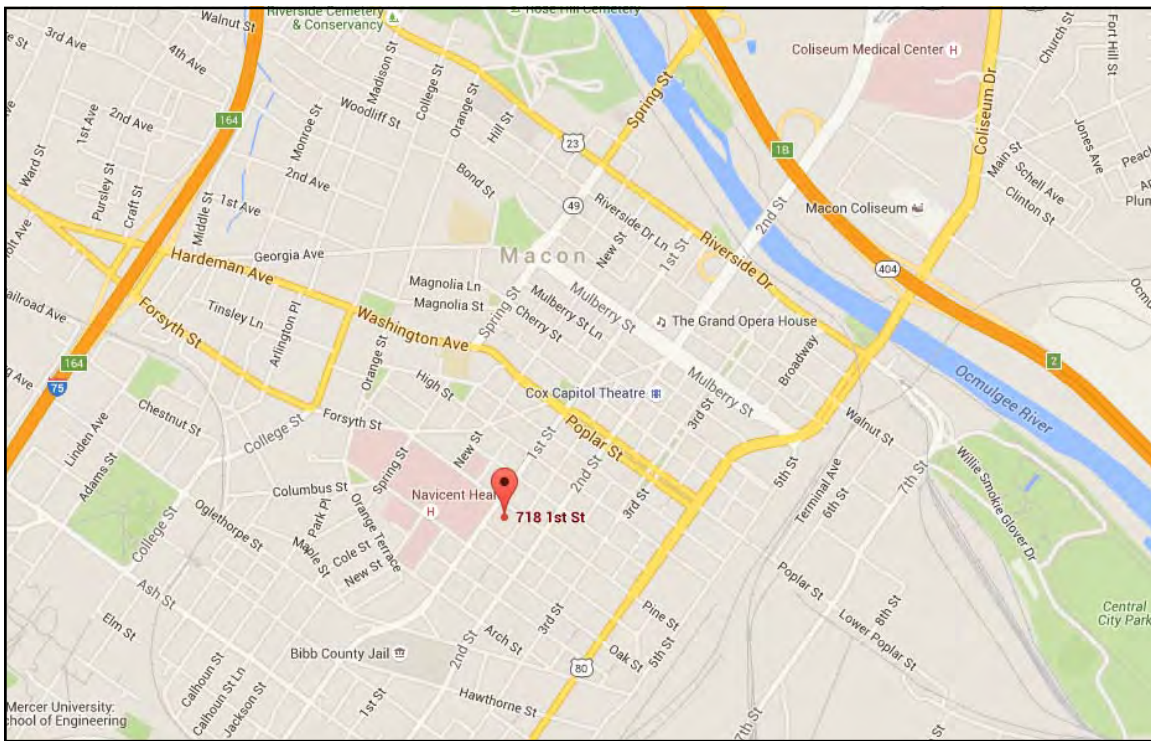 Riverside Cemetery
& Conservancy
Rose Hill Cemetery
Walnut St
3rd Ave
4th Ave
Madison St
College St
Orange St
Hill St
Spring St
Coliseum Medical Center H
Church St
Fort Hill St
Coliseum Dr
2nd Ave
1st Ave
164
Monroe St
Woodliff St
23
1B
Jones Ave
Main St
Schell Ave
Clinton St
Ward St
Pursley St
Craft St
Middle St
2nd Ave
1st Ave
Bond St
49
Riverside Dr Ln
New St
1st St
2nd St
Macon Coliseum
Riverside Dr
404
Hardeman Ave
Georgia Ave
Macon
Magnolia Ln
Magnolia St
Spring St
Cherry St
Mulberry St Ln
Mulberry St
The Grand Opera House
Broadway
Railroad Ave
Forsyth St
Tinsley Ln
Arlington Pl
Orange St
Washington Ave
High St
Cox Capitol Theatre
Mulberry St
3rd St
Ocmulgee River
2
164
75
Linden Ave
Chestnut St
College St
Forsyth St
New St
1st St
Poplar St
2nd St
Walnut St
Adams St
Spring St
Columbus St
Navicent Heal
H
718 1st St
3rd St
5th St
Terminal Ave
6th St
7th St
Willie Smokie Glover Dr
College St
Oglethorpe St
Park Pl
Maple St
Orange Terrace
Cole St
New St
Ash St
Elm St
Poplar St
8th St
Lower Poplar St
Central
City Park
Pine St
3rd St
Arch St
Oak St
5th St
Bibb County Jail
2nd St
80
Calhoun St
Calhoun St Ln
Jackson St
1st St
Hawthorne St
7th St
Mercer University:
chool of Engineering